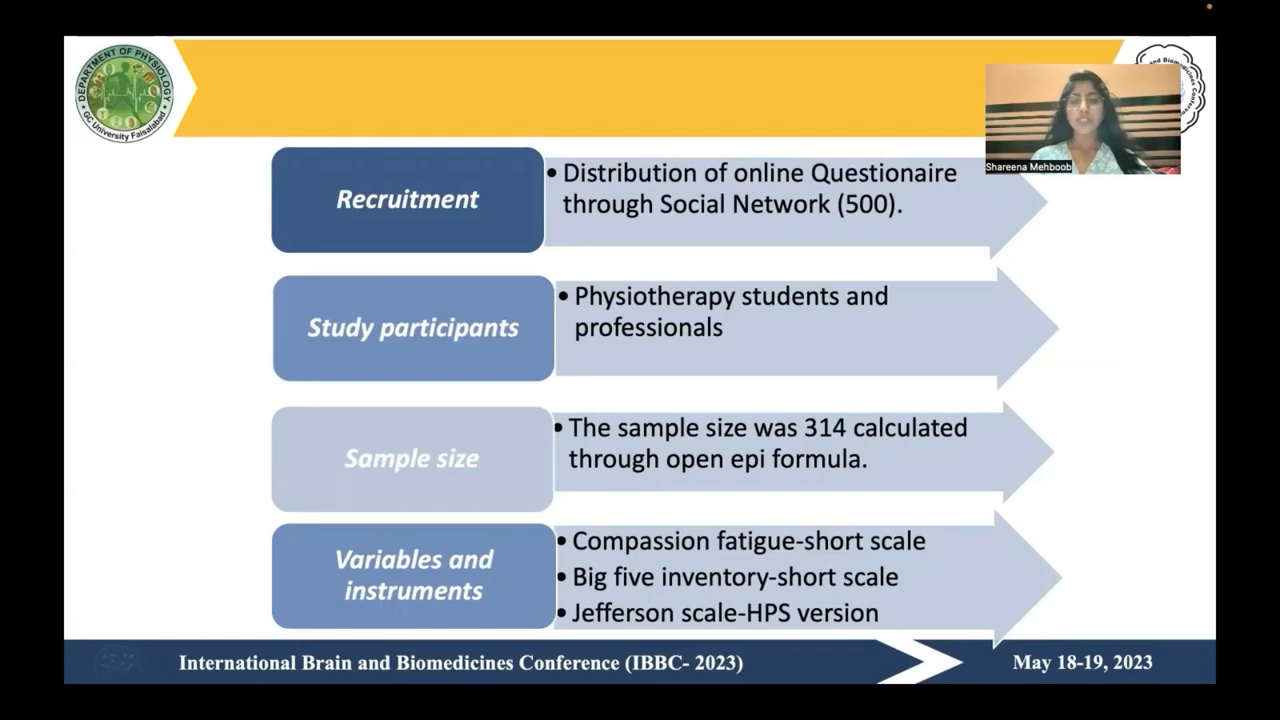 DEPARTMENT OF PHYSIOLOGY
GC University Faisalabad
and Biomedicines Conference
Shareena Mehboob
Recruitment
• Distribution of online Questionaire
through Social Network (500).
Study participants
• Physiotherapy students and
professionals
Sample size
• The sample size was 314 calculated
through open epi formula.
Variables and
instruments
• Compassion fatigue-short scale
• Big five inventory-short scale
• Jefferson scale-HPS version
International Brain and Biomedicines Conference (IBBC- 2023)
May 18-19, 2023